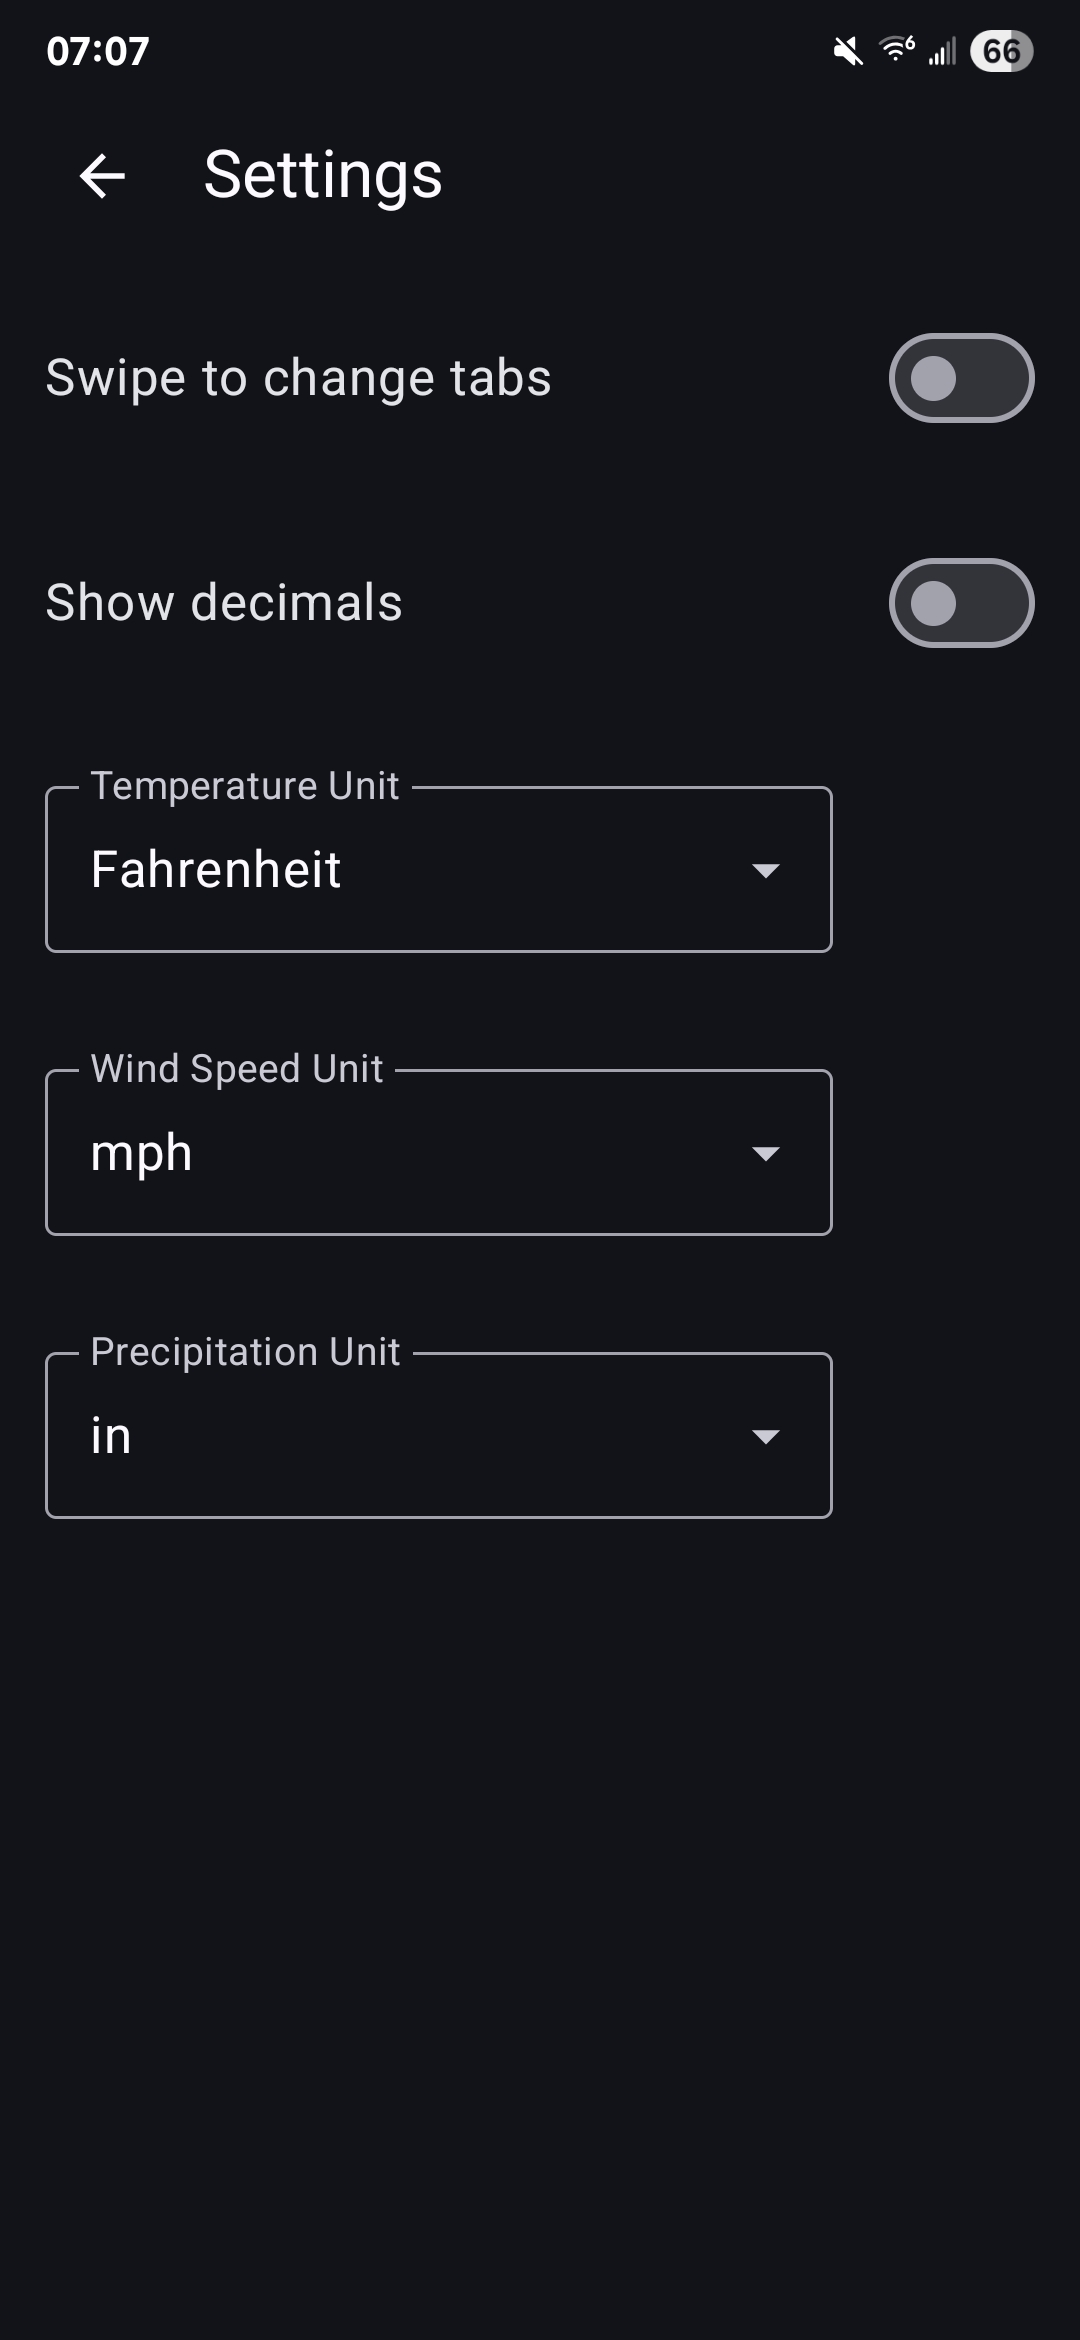 07:07
6
66
Settings
Swipe to change tabs
Show decimals
Temperature Unit
Fahrenheit
Wind Speed Unit
mph
Precipitation Unit
in